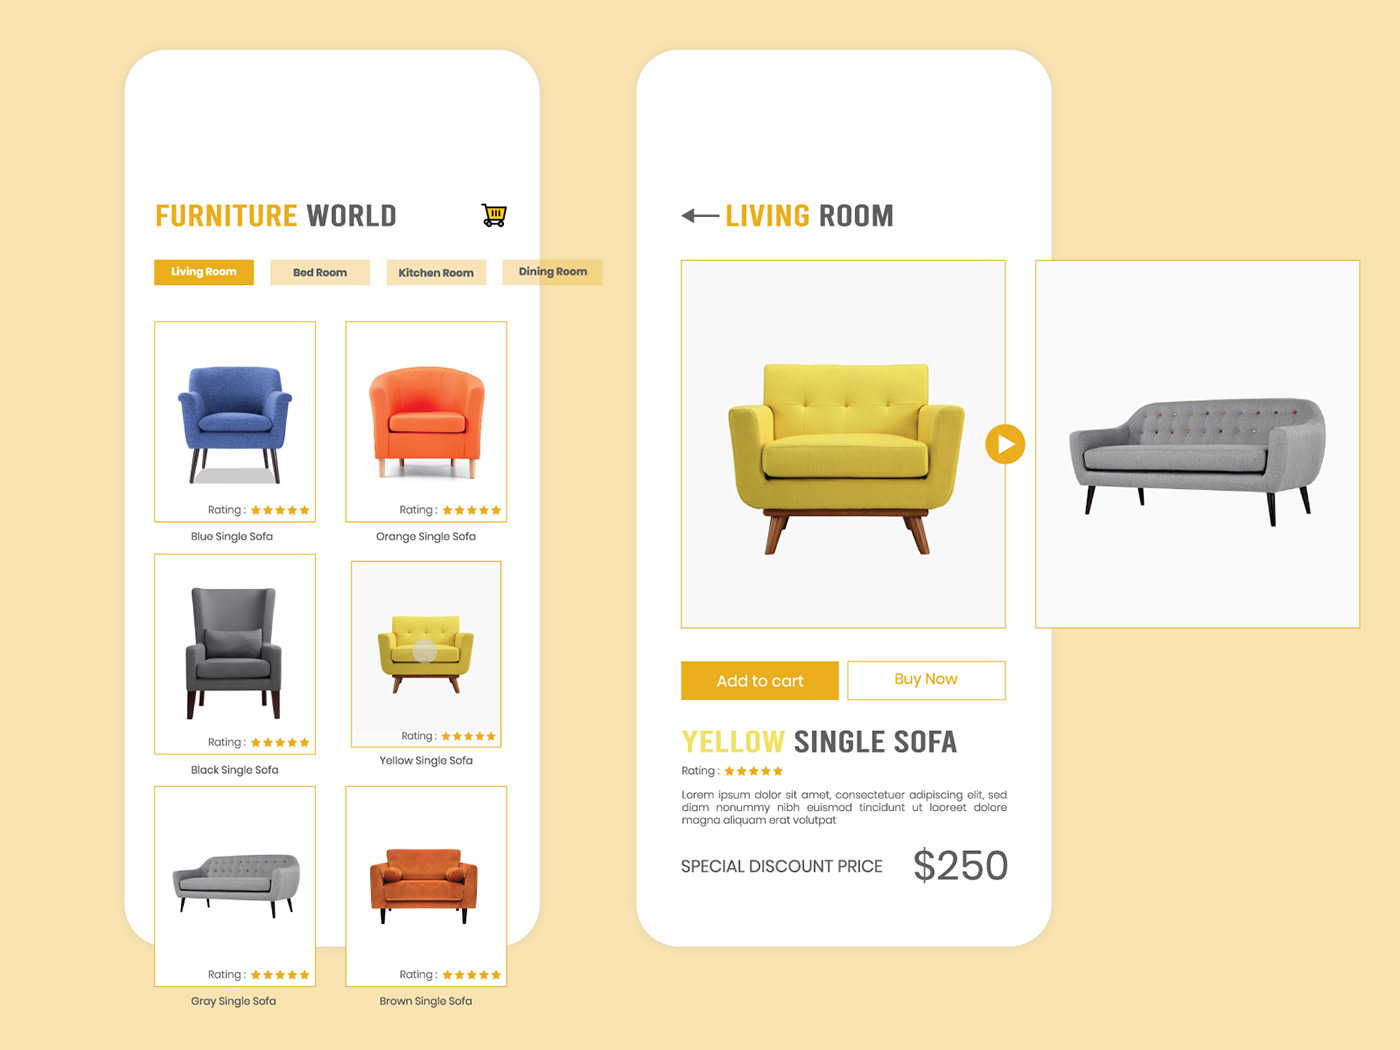 FURNITURE WORLD
Living Room
Bed Room
Kitchen Room
Dining Room
Rating :
Rating :
Blue Single Sofa
Orange Single Sofa
Rating :
Rating :
Black Single Sofa
Yellow Single Sofa
Rating :
Rating :
Gray Single Sofa
Brown Single Sofa
LIVING ROOM
Add to cart
Buy Now
YELLOW SINGLE SOFA
Rating :
Lorem ipsum dolor sit amet, consectetuer adipiscing elit, sed
diam nonummy nibh euismod tincidunt ut laoreet dolore
magna aliquam erat volutpat
SPECIAL DISCOUNT PRICE $250